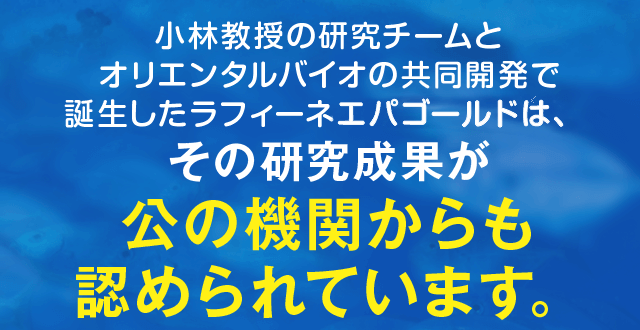 小林教授の研究チームと
オリエンタルバイオの共同開発で
誕生したラフィーネエパゴールドは、
その研究成果が
公の機関からも
認められています。